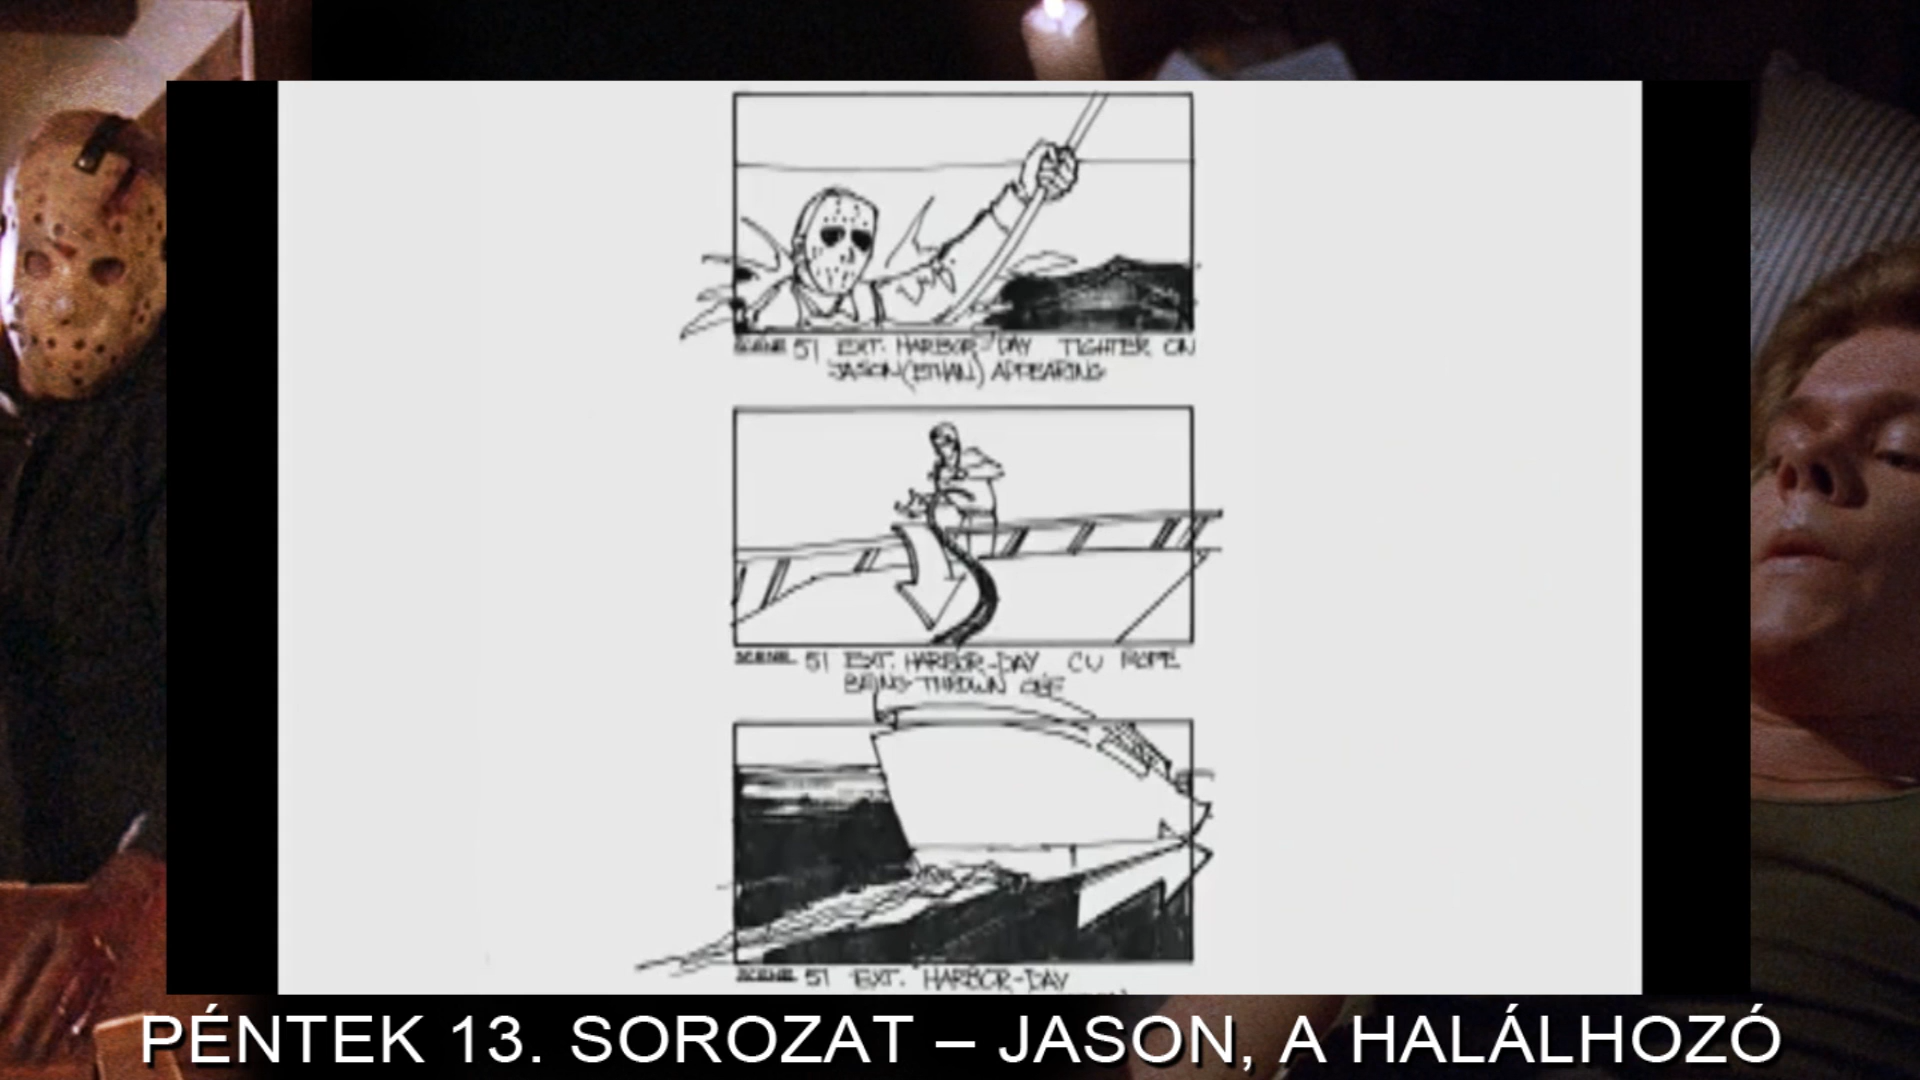 SCENE 51 EXT. HARBOR-DAY TIGHTER ON
JASON (ETHAN) APPEARING
SCENE 51 EXT. HARBOR-DAY CU ROPE
BEING THROWN OFF
SCENE 51 EXT. HARBOR-DAY
PÉNTEK 13. SOROZAT – JASON, A HALÁLHOZÓ